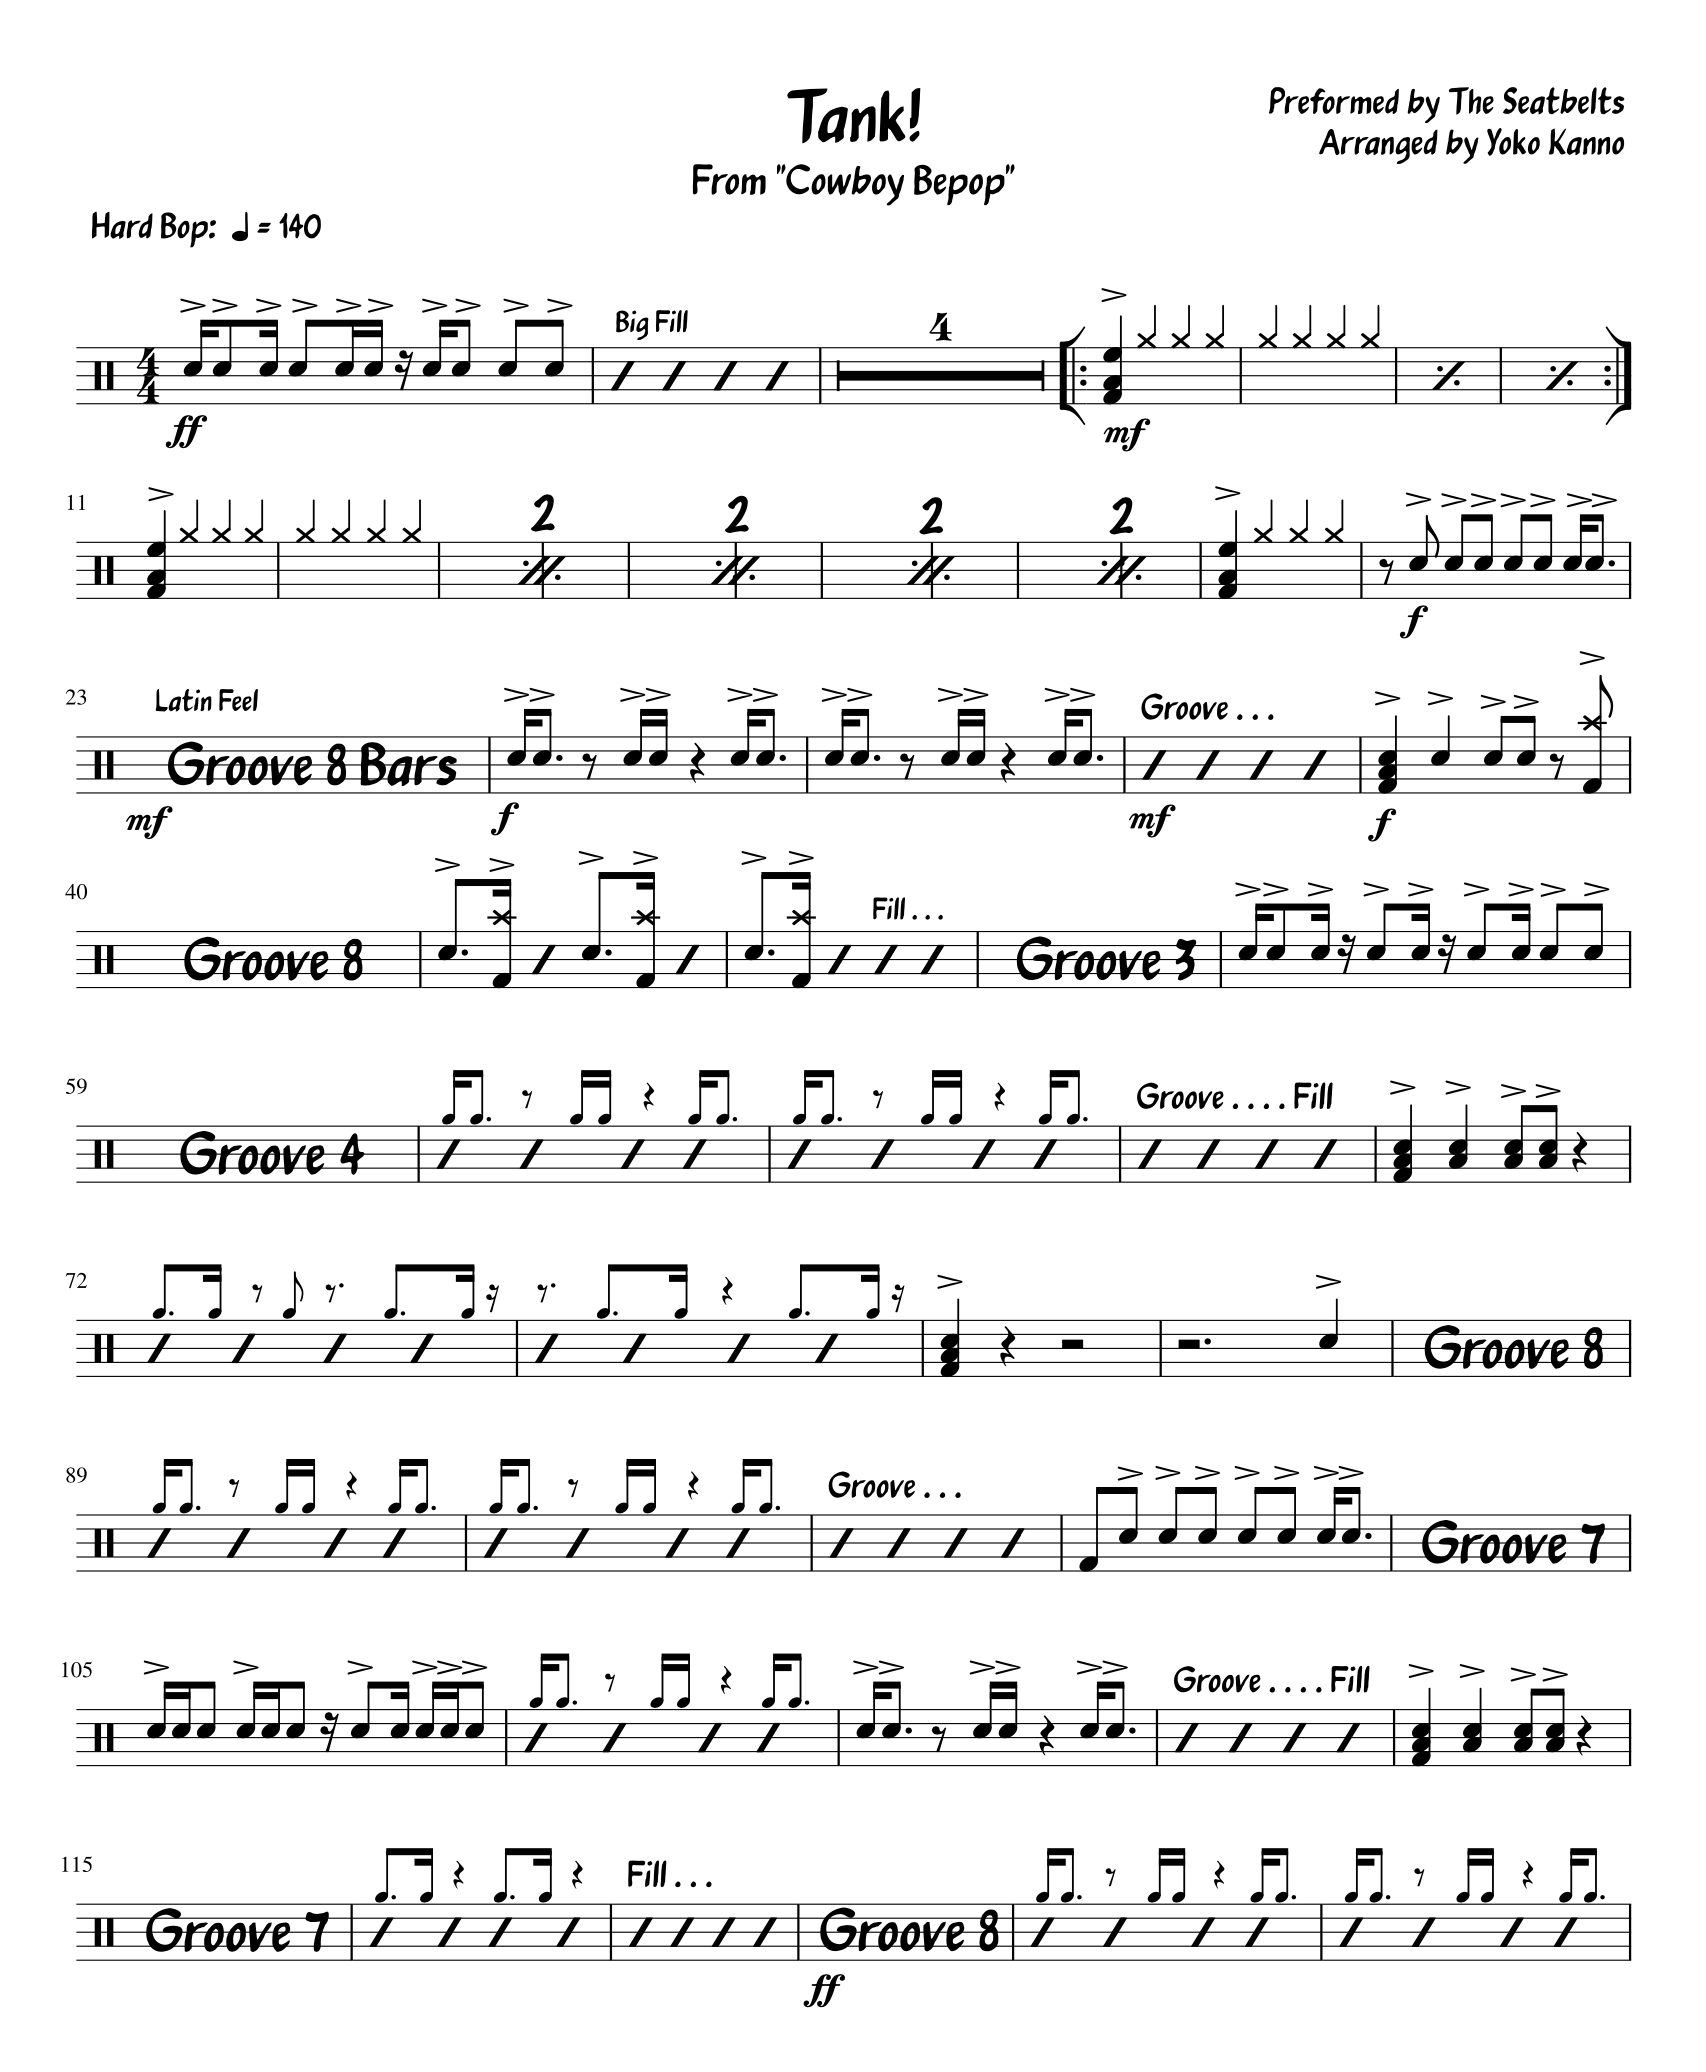 Tank!
From "Cowboy Bepop"
Preformed by The Seatbelts
Arranged by Yoko Kanno
Hard Bop: ♩ = 140
Big Fill
4
4
4
ff
mf
11
2 2 2 2
f
23
Latin Feel
Groove . . .
Groove 8 Bars
mf f mf f
40
Fill . . .
Groove 8 Groove 3
59
Groove . . . . Fill
Groove 4
72
Groove 8
89
Groove . . .
Groove 7
105
Groove . . . . Fill
115
Fill . . .
Groove 7 Groove 8
ff